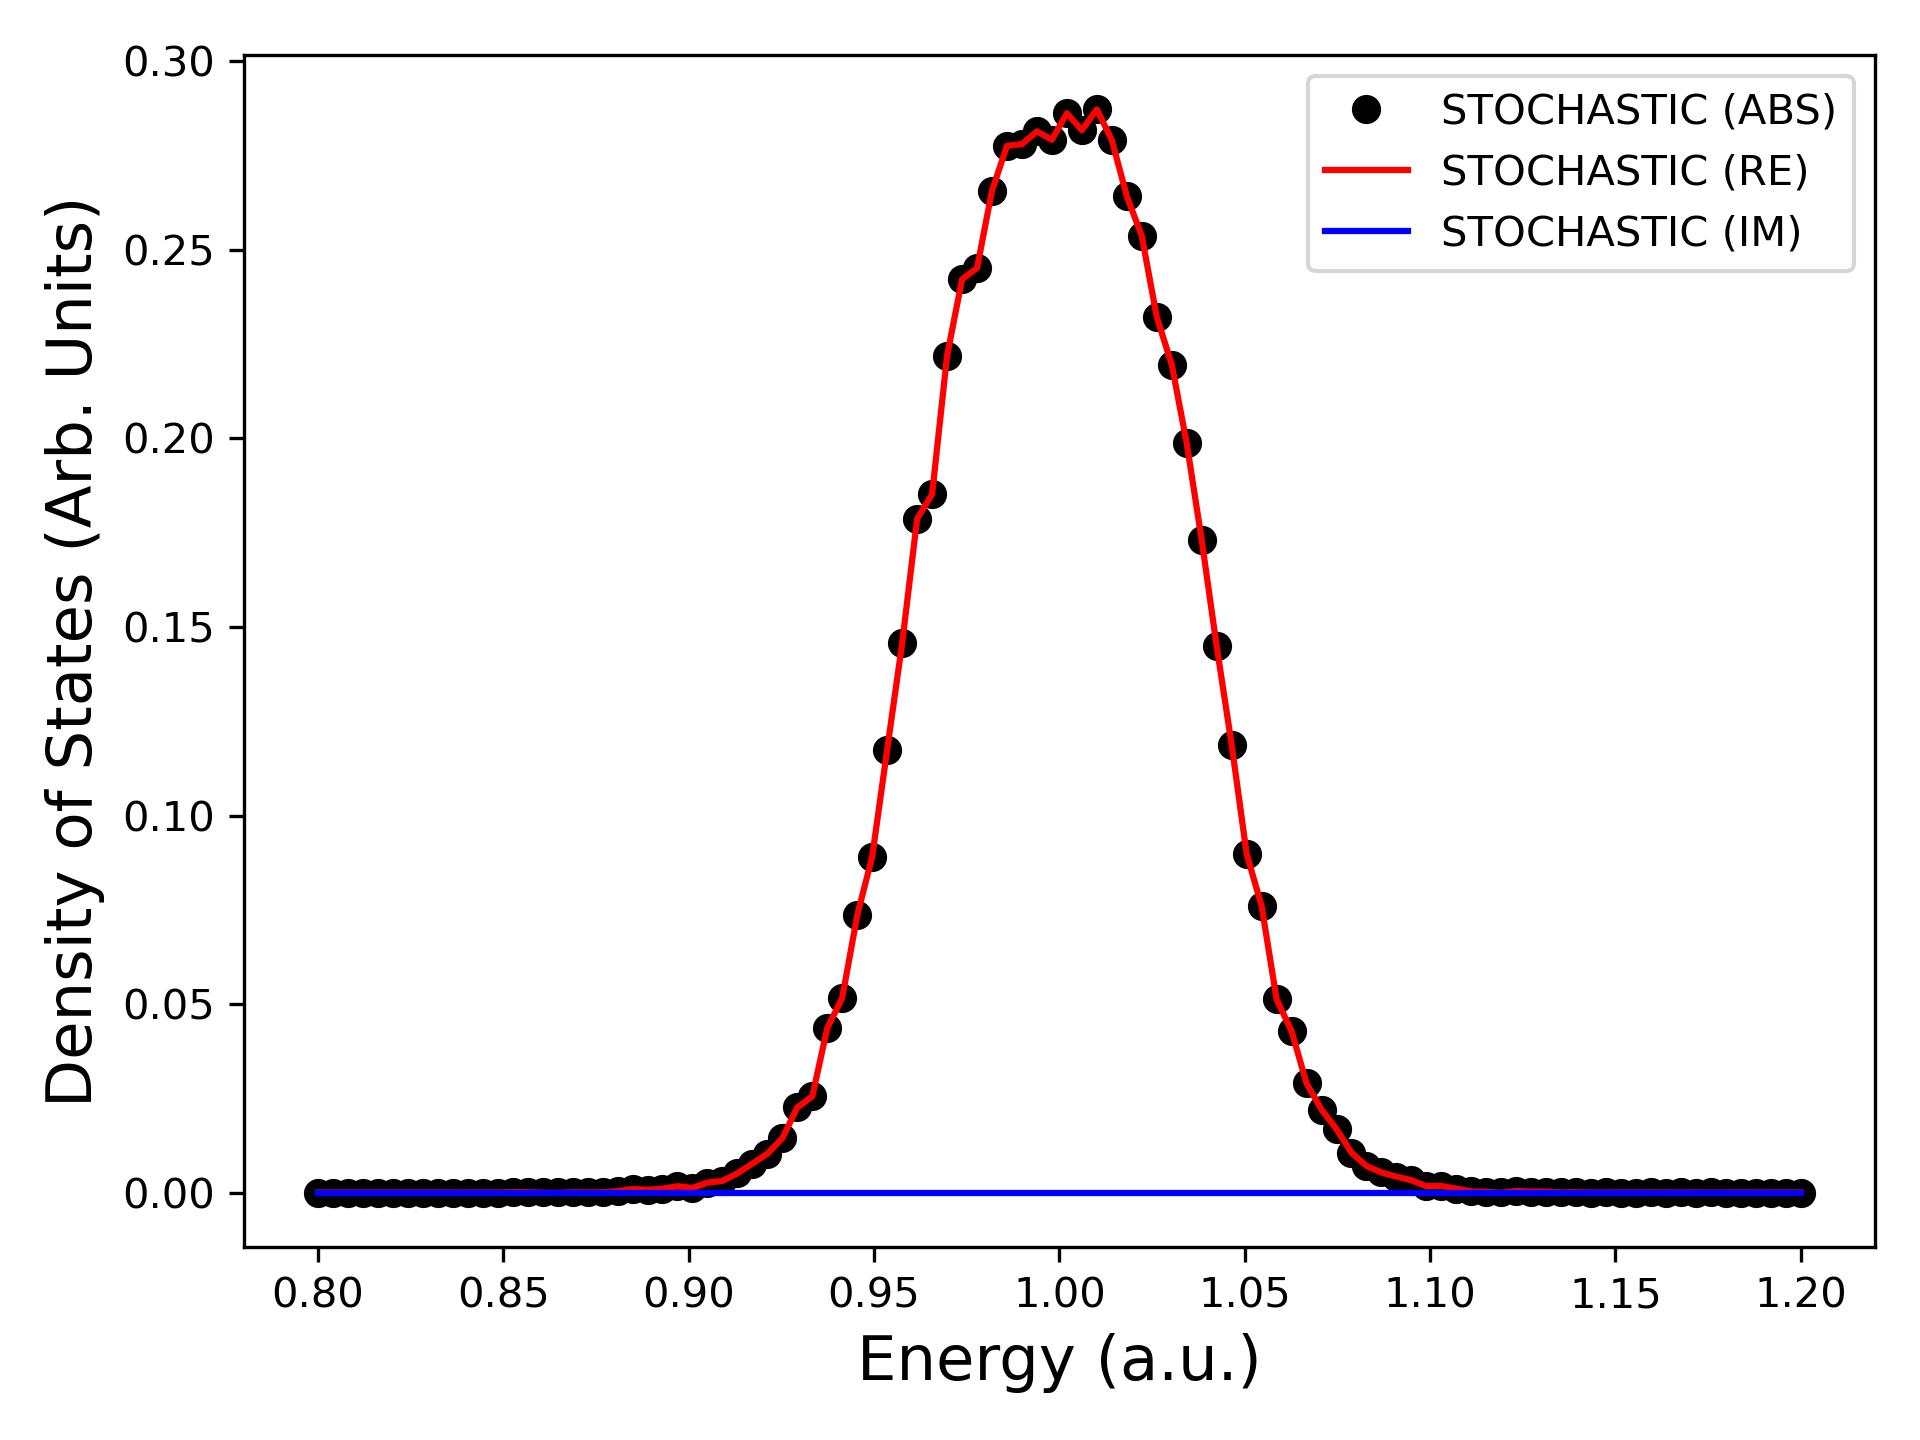 0.30
0.25
0.20
0.15
0.10
0.05
0.00
Density of States (Arb. Units)
STOCHASTIC (ABS)
STOCHASTIC (RE)
STOCHASTIC (IM)
0.80 0.85 0.90 0.95 1.00 1.05 1.10 1.15 1.20
Energy (a.u.)